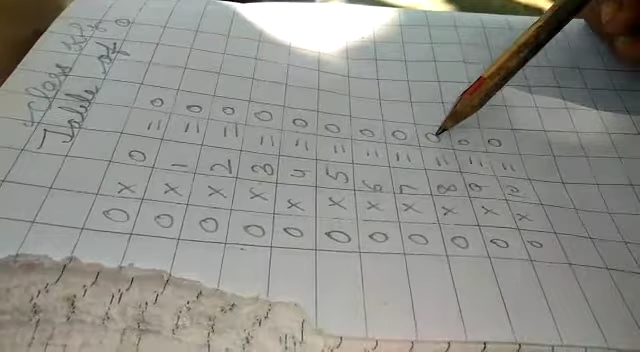 Table of 0
0 x 0 = 0
0 x 1 = 0
0 x 2 = 0
0 x 3 = 0
0 x 4 = 0
0 x 5 = 0
0 x 6 = 0
0 x 7 = 0
0 x 8 = 0
0 x 9 = 0
0 x 10 = 0